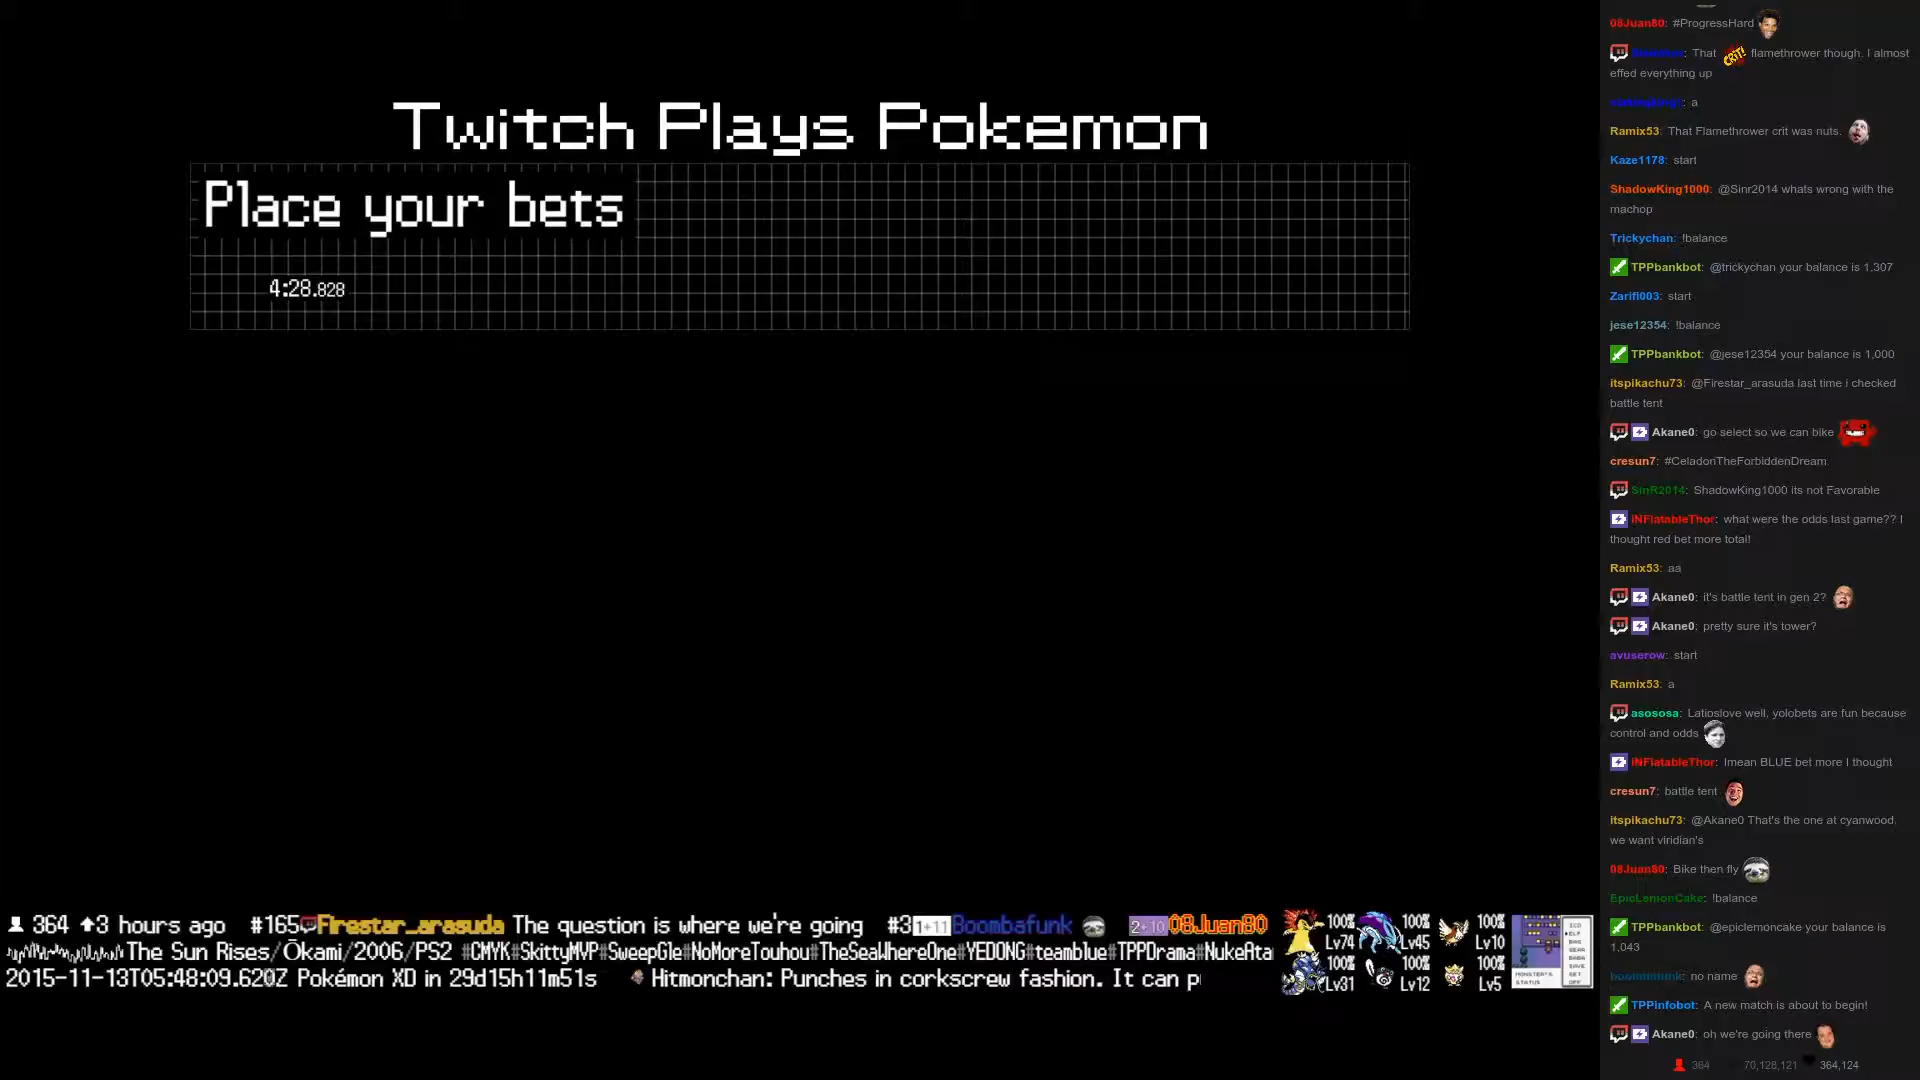 Twitch Plays Pokemon
Place your bets
4:28.828
364 3 hours ago #165 Firestar_arasuda The question is where we're going #3 1+11 Boombafunk 2+10 08Juan80
The Sun Rises/Ōkami/2006/PS2 #CMYK#SkittyMVP#SweepGle#NoMoreTouhou#TheSeaWhereOne#YEDONG#teamblue#TPPDrama#NukeAta
2015-11-13T05:48:09.620Z Pokémon XD in 29d15h11m51s Hitmonchan: Punches in corkscrew fashion. It can p
100% Lv74 100% Lv45 100% Lv10
100% Lv31 100% Lv12 100% Lv5
08Juan80: #ProgressHard
That CRIT! flamethrower though. I almost
effed everything up
: a
Ramix53: That Flamethrower crit was nuts.
Kaze1178: start
ShadowKing1000: @Sinr2014 whats wrong with the
machop
Trickychan: !balance
TPPbankbot: @trickychan your balance is 1,307
Zarifl003: start
jese12354: !balance
TPPbankbot: @jese12354 your balance is 1,000
itspikachu73: @Firestar_arasuda last time i checked
battle tent
Akane0: go select so we can bike
cresun7: #CeladonTheForbiddenDream
SinR2014: ShadowKing1000 its not Favorable
iNFlatableThor: what were the odds last game?? I
thought red bet more total!
Ramix53: aa
Akane0: it's battle tent in gen 2?
Akane0: pretty sure it's tower?
avuserow: start
Ramix53: a
asososa: Latioslove well, yolobets are fun because
control and odds
iNFlatableThor: Imean BLUE bet more I thought
cresun7: battle tent
itspikachu73: @Akane0 That's the one at cyanwood.
we want viridian's
08Juan80: Bike then fly
EpicLemonCake: !balance
TPPbankbot: @epiclemoncake your balance is
1,043
no name
TPPinfobot: A new match is about to begin!
Akane0: oh we're going there
364 70,128,121 364,124